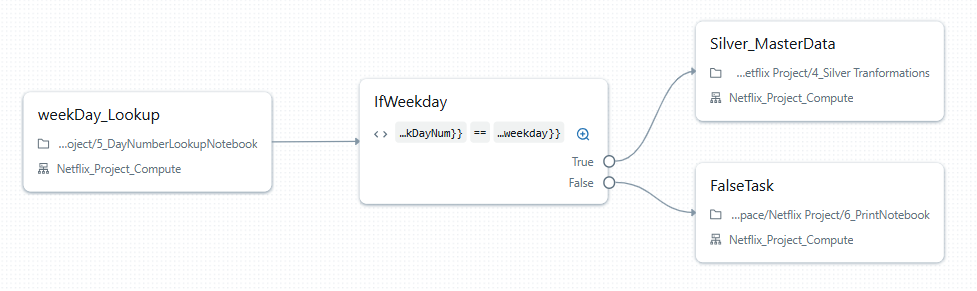 weekDay_Lookup
...oject/5_DayNumberLookupNotebook
Netflix_Project_Compute
IfWeekday
...kDayNum}} == ...weekday}}
True
False
Silver_MasterData
...etflix Project/4_Silver Tranformations
Netflix_Project_Compute
FalseTask
...pace/Netflix Project/6_PrintNotebook
Netflix_Project_Compute